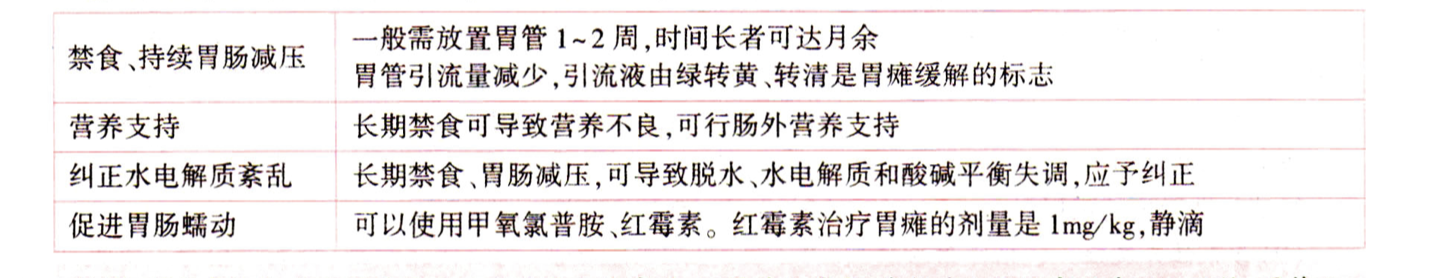 禁食、持续胃肠减压
一般需放置胃管 1~2 周,时间长者可达月余
胃管引流量减少,引流液由绿转黄、转清是胃瘫缓解的标志
营养支持
长期禁食可导致营养不良,可行肠外营养支持
纠正水电解质紊乱
长期禁食、胃肠减压,可导致脱水、水电解质和酸碱平衡失调,应予纠正
促进胃肠蠕动
可以使用甲氧氯普胺、红霉素。红霉素治疗胃瘫的剂量是 1mg/kg,静滴